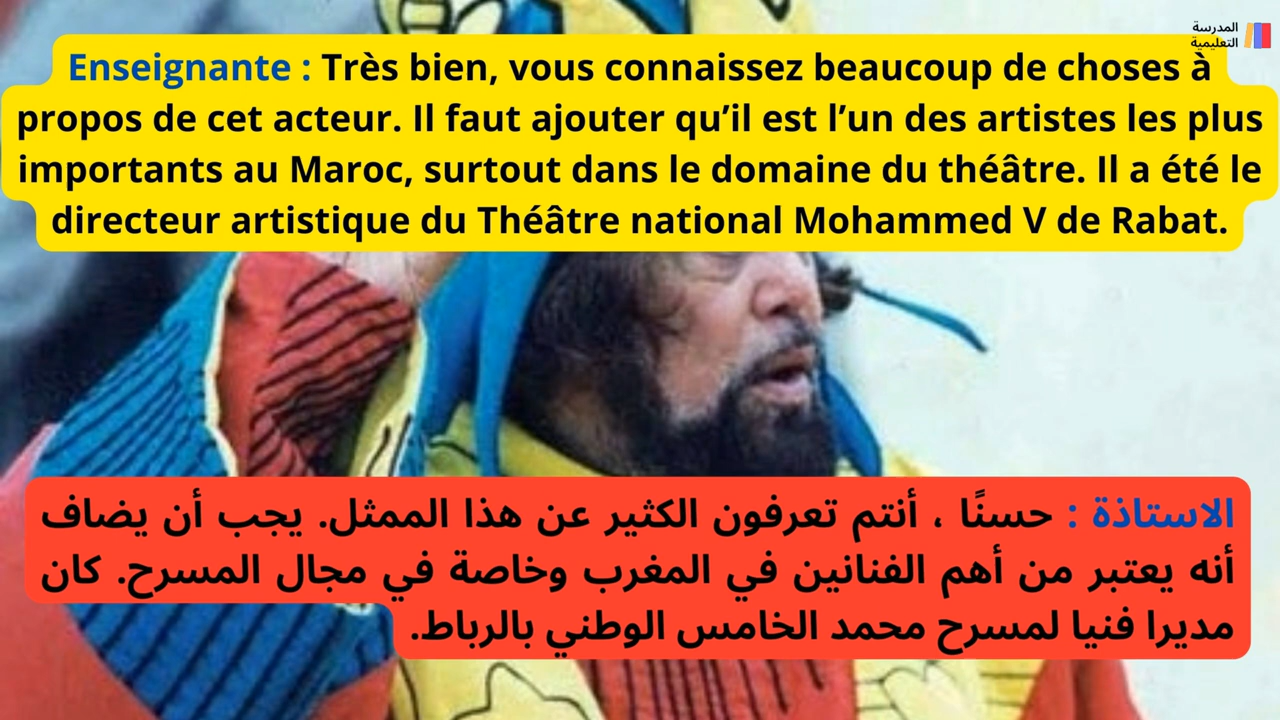 المدرسة
التعليمية
Enseignante : Très bien, vous connaissez beaucoup de choses à
propos de cet acteur. Il faut ajouter qu’il est l’un des artistes les plus
importants au Maroc, surtout dans le domaine du théâtre. Il a été le
directeur artistique du Théâtre national Mohammed V de Rabat.
الاستاذة : حسنًا ، أنتم تعرفون الكثير عن هذا الممثل. يجب أن يضاف
أنه يعتبر من أهم الفنانين في المغرب وخاصة في مجال المسرح. كان
مديرا فنيا لمسرح محمد الخامس الوطني بالرباط.